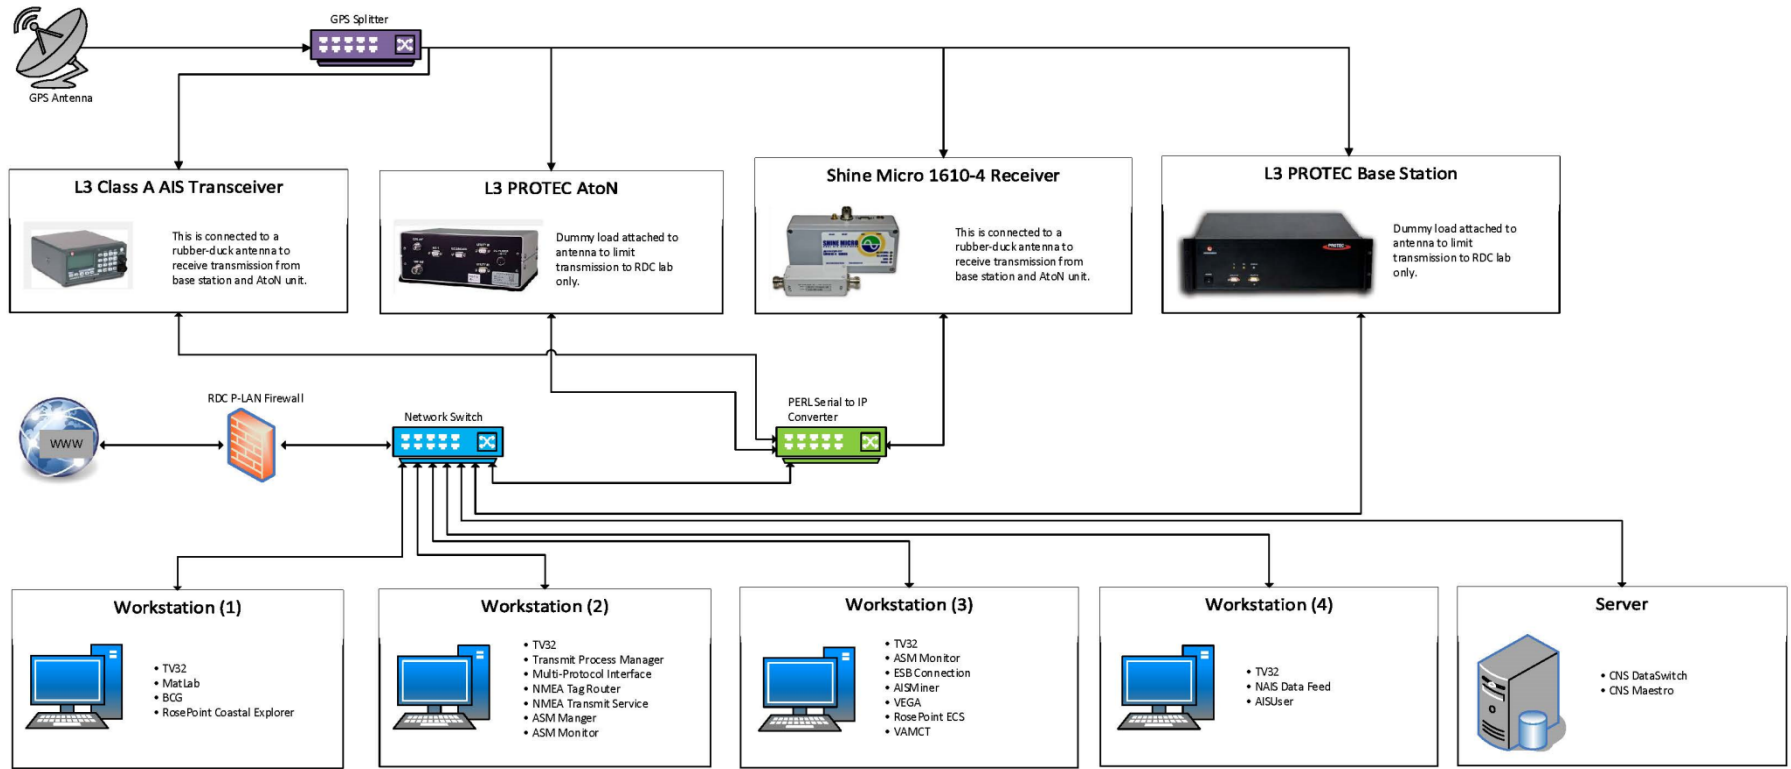 GPS Splitter
GPS Antenna
L3 Class A AIS Transceiver
This is connected to a
rubber-duck antenna to
receive transmission from
base station and AtoN unit.
L3 PROTEC AtoN
Dummy load attached to
antenna to limit
transmission to RDC lab
only.
Shine Micro 1610-4 Receiver
SHINE MICRO
This is connected to a
rubber-duck antenna to
receive transmission from
base station and AtoN unit.
L3 PROTEC Base Station
PROTEC
Dummy load attached to
antenna to limit
transmission to RDC lab
only.
WWW
RDC P-LAN Firewall
Network Switch
PERL Serial to IP
Converter
Workstation (1)
• TV32
• MatLab
• BCG
• RosePoint Coastal Explorer
Workstation (2)
• TV32
• Transmit Process Manager
• Multi-Protocol Interface
• NMEA Tag Router
• NMEA Transmit Service
• ASM Manger
• ASM Monitor
Workstation (3)
• TV32
• ASM Monitor
• ESB Connection
• AISMiner
• VEGA
• RosePoint ECS
• VAMCT
Workstation (4)
• TV32
• NAIS Data Feed
• AISUser
Server
• CNS DataSwitch
• CNS Maestro